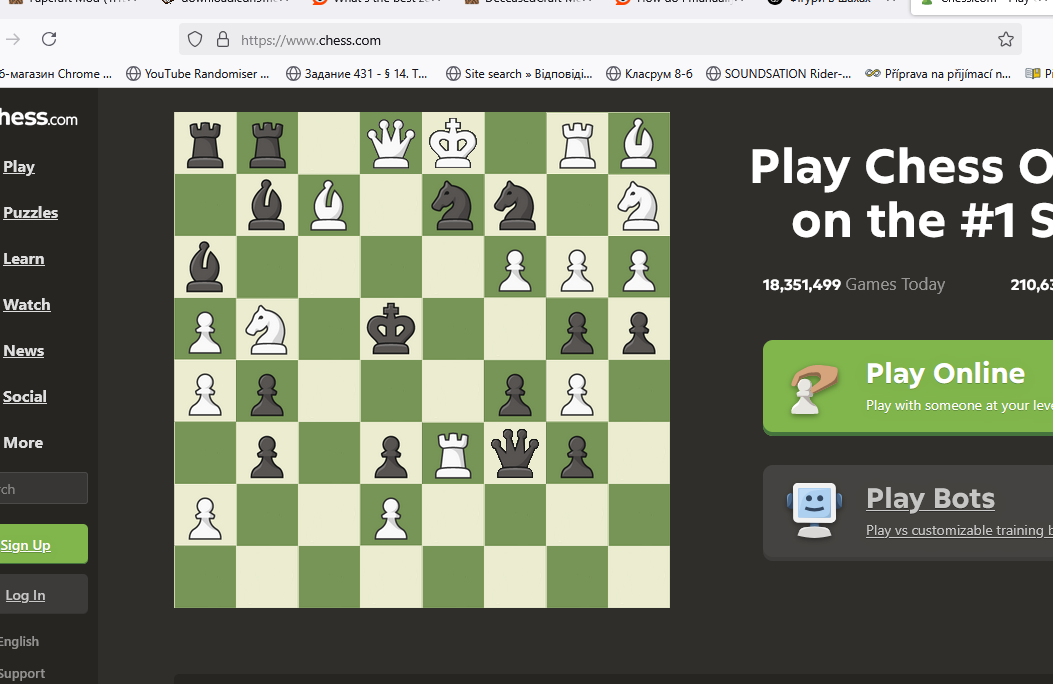 https://www.chess.com
б-магазин Chrome ...
YouTube Randomiser ...
Задание 431 - § 14. Т...
Site search » Відповіді...
Класрум 8-б
SOUNDSATION Rider-...
Příprava na přijímací n...
hess.com
Play
Puzzles
Learn
Watch
News
Social
More
rch
Sign Up
Log In
English
Support
Play Chess O
on the #1 S
18,351,499 Games Today
210,63
Play Online
Play with someone at your leve
Play Bots
Play vs customizable training b